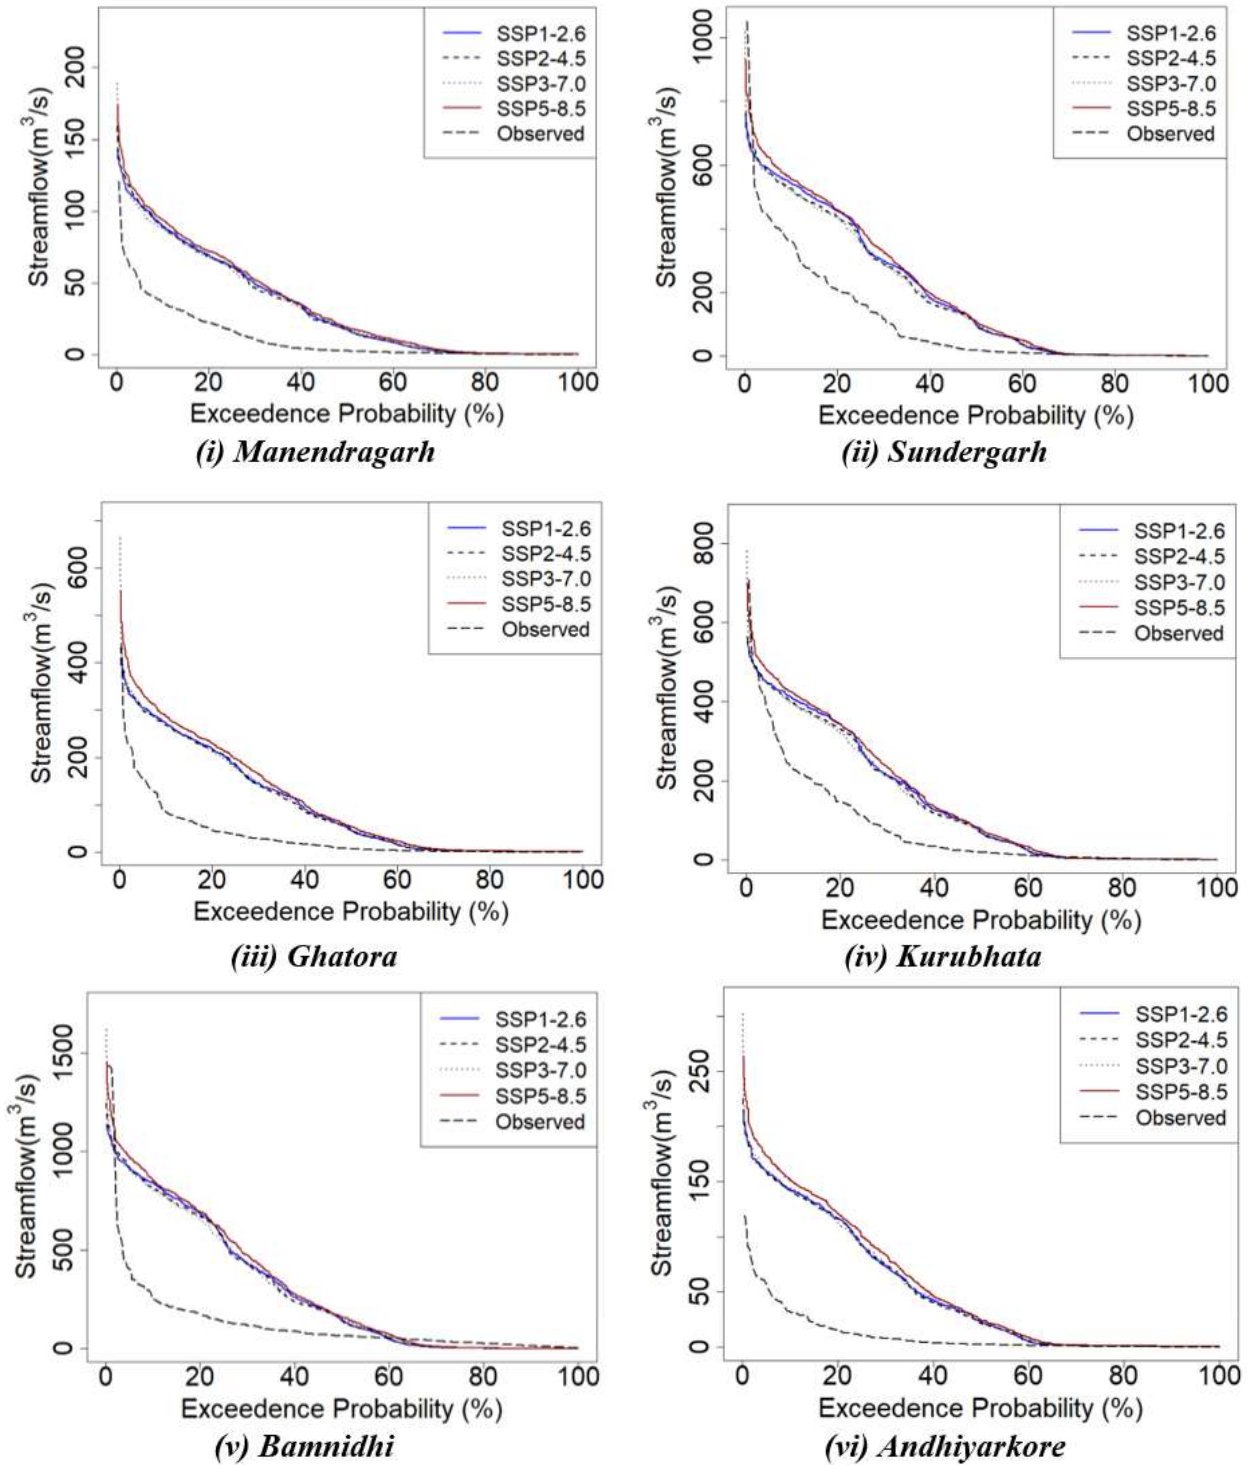 SSP1-2.6
SSP2-4.5
SSP3-7.0
SSP5-8.5
Observed
Streamflow(m³/s)
200
150
100
50
0
0 20 40 60 80 100
Exceedence Probability (%)
(i) Manendragarh
SSP1-2.6
SSP2-4.5
SSP3-7.0
SSP5-8.5
Observed
Streamflow(m³/s)
1000
600
200
0
0 20 40 60 80 100
Exceedence Probability (%)
(ii) Sundergarh
SSP1-2.6
SSP2-4.5
SSP3-7.0
SSP5-8.5
Observed
Streamflow(m³/s)
600
400
200
0
0 20 40 60 80 100
Exceedence Probability (%)
(iii) Ghatora
SSP1-2.6
SSP2-4.5
SSP3-7.0
SSP5-8.5
Observed
Streamflow(m³/s)
800
600
400
200
0
0 20 40 60 80 100
Exceedence Probability (%)
(iv) Kurubhata
SSP1-2.6
SSP2-4.5
SSP3-7.0
SSP5-8.5
Observed
Streamflow(m³/s)
1500
1000
500
0
0 20 40 60 80 100
Exceedence Probability (%)
(v) Bamnidhi
SSP1-2.6
SSP2-4.5
SSP3-7.0
SSP5-8.5
Observed
Streamflow(m³/s)
250
150
50
0
0 20 40 60 80 100
Exceedence Probability (%)
(vi) Andhiyarkore